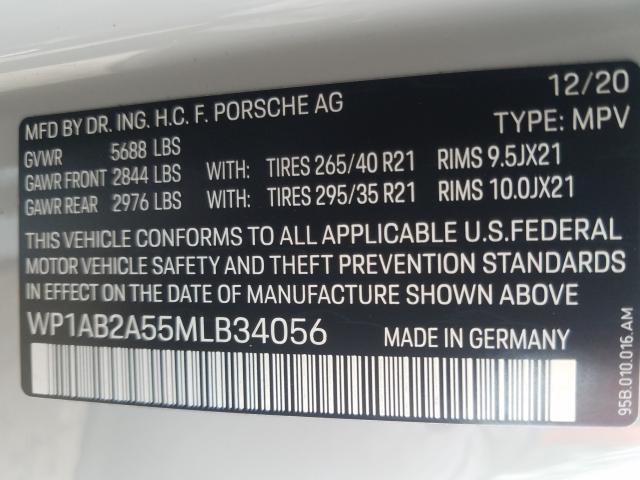 12/20
MFD BY DR. ING. H.C. F. PORSCHE AG TYPE: MPV
GVWR 5688 LBS
GAWR FRONT 2844 LBS WITH: TIRES 265/40 R21 RIMS 9.5JX21
GAWR REAR 2976 LBS WITH: TIRES 295/35 R21 RIMS 10.0JX21
THIS VEHICLE CONFORMS TO ALL APPLICABLE U.S.FEDERAL
MOTOR VEHICLE SAFETY AND THEFT PREVENTION STANDARDS
IN EFFECT ON THE DATE OF MANUFACTURE SHOWN ABOVE
WP1AB2A55MLB34056 MADE IN GERMANY
95B.010.016.AM